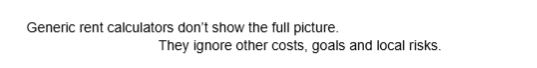 Generic rent calculators don't show the full picture.
They ignore other costs, goals and local risks.